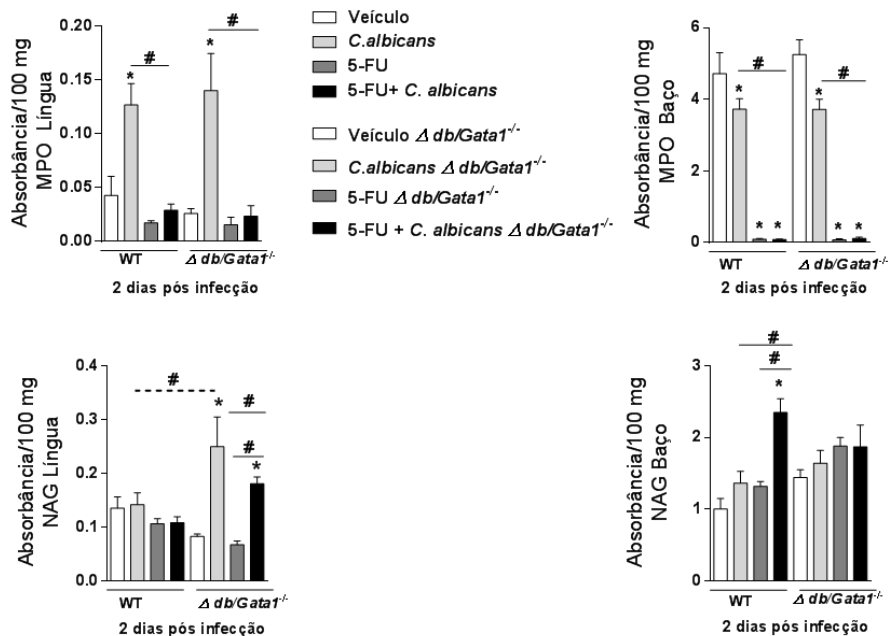 Absorbância/100 mg
MPO Língua
0.20
0.15
0.10
0.05
0.00
*
#
*
#
WT
Δ db/Gata1-/-
2 dias pós infecção
Veículo
C.albicans
5-FU
5-FU+ C. albicans
Veículo Δ db/Gata1-/-
C.albicans Δ db/Gata1-/-
5-FU Δ db/Gata1-/-
5-FU + C. albicans Δ db/Gata1-/-
Absorbância/100 mg
MPO Baço
6
4
2
0
*
#
* *
*
#
* *
WT
Δ db/Gata1-/-
2 dias pós infecção
Absorbância/100 mg
NAG Língua
0.4
0.3
0.2
0.1
0.0
#
*
#
#
*
WT
Δ db/Gata1-/-
2 dias pós infecção
Absorbância/100 mg
NAG Baço
3
2
1
0
#
#
*
WT
Δ db/Gata1-/-
2 dias pós infecção